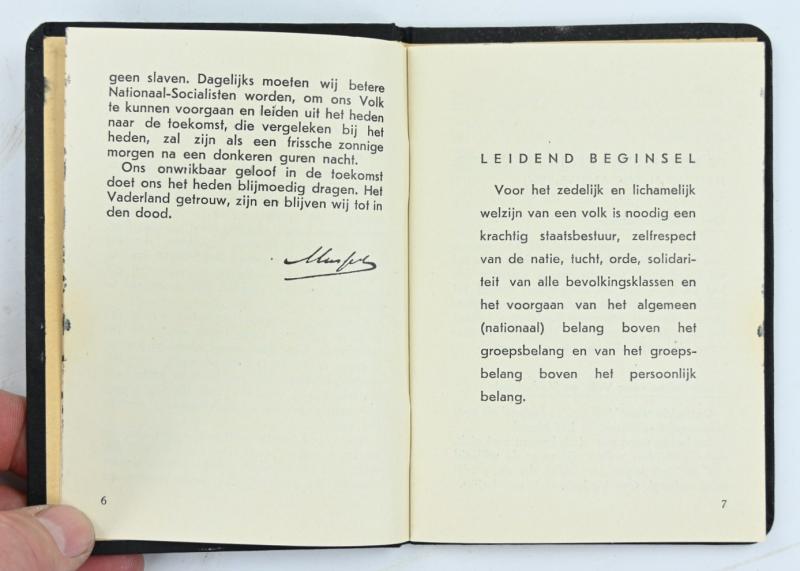 geen slaven. Dagelijks moeten wij betere
Nationaal-Socialisten worden, om ons Volk
te kunnen voorgaan en leiden uit het heden
naar de toekomst, die vergeleken bij het
heden, zal zijn als een frissche zonnige
morgen na een donkeren guren nacht.
Ons onwrikbaar geloof in de toekomst
doet ons het heden blijmoedig dragen. Het
Vaderland getrouw, zijn en blijven wij tot in
den dood.
Mussert
6
LEIDEND BEGINSEL
Voor het zedelijk en lichamelijk
welzijn van een volk is noodig een
krachtig staatsbestuur, zelfrespect
van de natie, tucht, orde, solidari-
teit van alle bevolkingsklassen en
het voorgaan van het algemeen
(nationaal) belang boven het
groepsbelang en van het groeps-
belang boven het persoonlijk
belang.
7